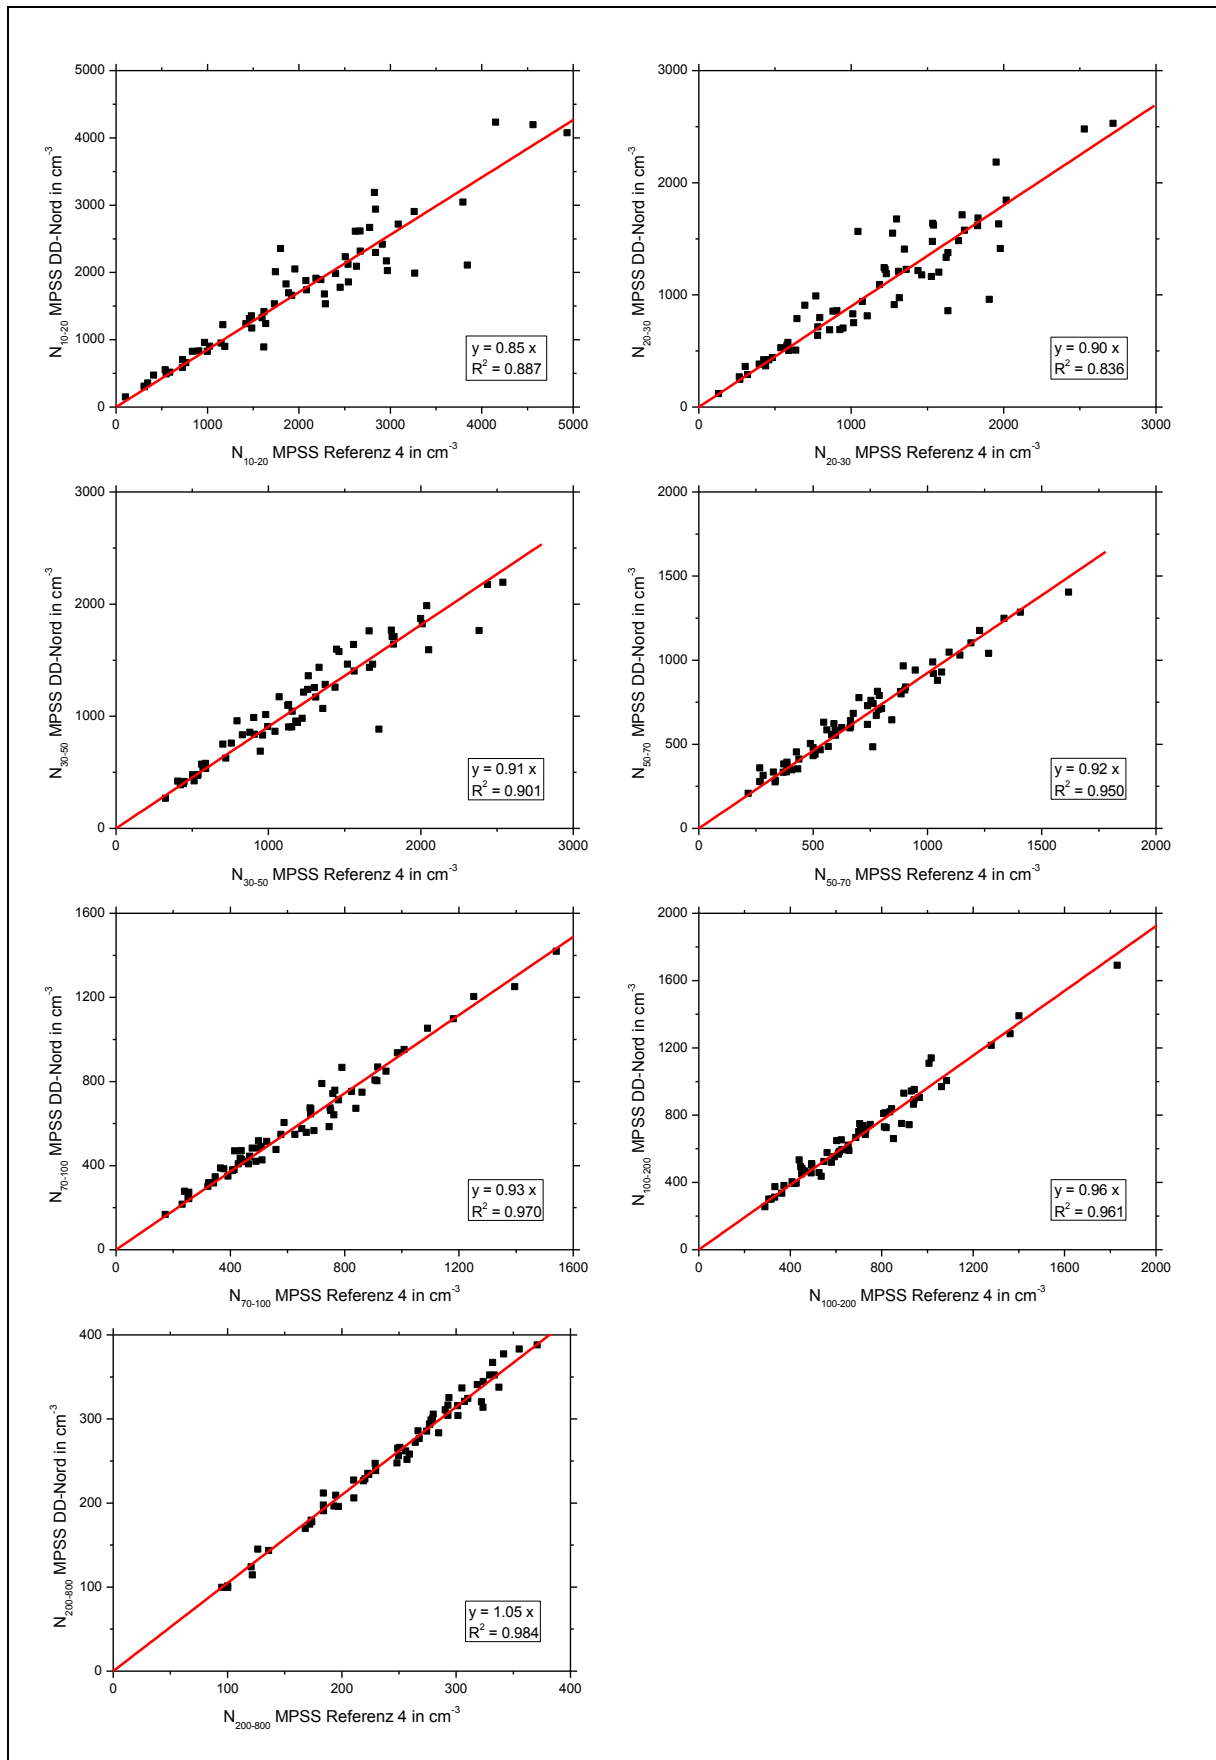 5000
4000
3000
2000
1000
0
N10-20 MPSS DD-Nord in cm-3
y = 0.85 x
R2 = 0.887
0 1000 2000 3000 4000 5000
N10-20 MPSS Referenz 4 in cm-3
3000
2000
1000
0
N20-30 MPSS DD-Nord in cm-3
y = 0.90 x
R2 = 0.836
0 1000 2000 3000
N20-30 MPSS Referenz 4 in cm-3
3000
2000
1000
0
N30-50 MPSS DD-Nord in cm-3
y = 0.91 x
R2 = 0.901
0 1000 2000 3000
N30-50 MPSS Referenz 4 in cm-3
2000
1500
1000
500
0
N50-70 MPSS DD-Nord in cm-3
y = 0.92 x
R2 = 0.950
0 500 1000 1500 2000
N50-70 MPSS Referenz 4 in cm-3
1600
1200
800
400
0
N70-100 MPSS DD-Nord in cm-3
y = 0.93 x
R2 = 0.970
0 400 800 1200 1600
N70-100 MPSS Referenz 4 in cm-3
2000
1600
1200
800
400
0
N100-200 MPSS DD-Nord in cm-3
y = 0.96 x
R2 = 0.961
0 400 800 1200 1600 2000
N100-200 MPSS Referenz 4 in cm-3
400
300
200
100
0
N200-800 MPSS DD-Nord in cm-3
y = 1.05 x
R2 = 0.984
0 100 200 300 400
N200-800 MPSS Referenz 4 in cm-3